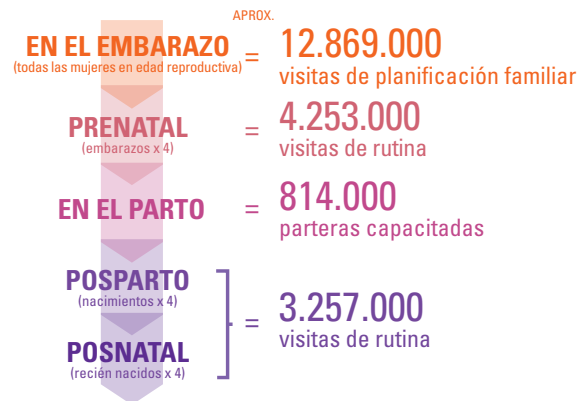 APROX.
EN EL EMBARAZO = 12.869.000
(todas las mujeres en edad reproductiva) visitas de planificación familiar
PRENATAL = 4.253.000
(embarazos x 4) visitas de rutina
EN EL PARTO = 814.000
parteras capacitadas
POSPARTO
(nacimientos x 4)
= 3.257.000
visitas de rutina
POSNATAL
(recién nacidos x 4)